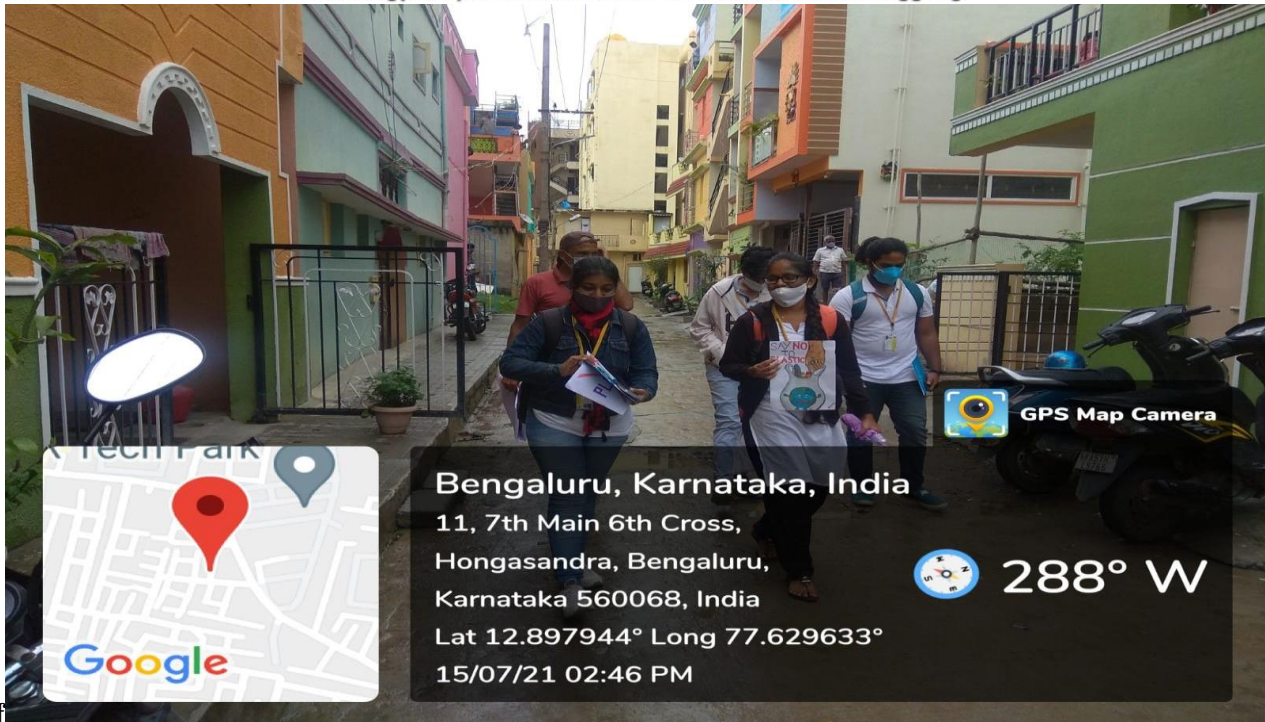 SAY NO
TO
PLASTIC
GPS Map Camera
Tech Park
Google
Bengaluru, Karnataka, India
11, 7th Main 6th Cross,
Hongasandra, Bengaluru,
Karnataka 560068, India
Lat 12.897944° Long 77.629633°
15/07/21 02:46 PM
288° W